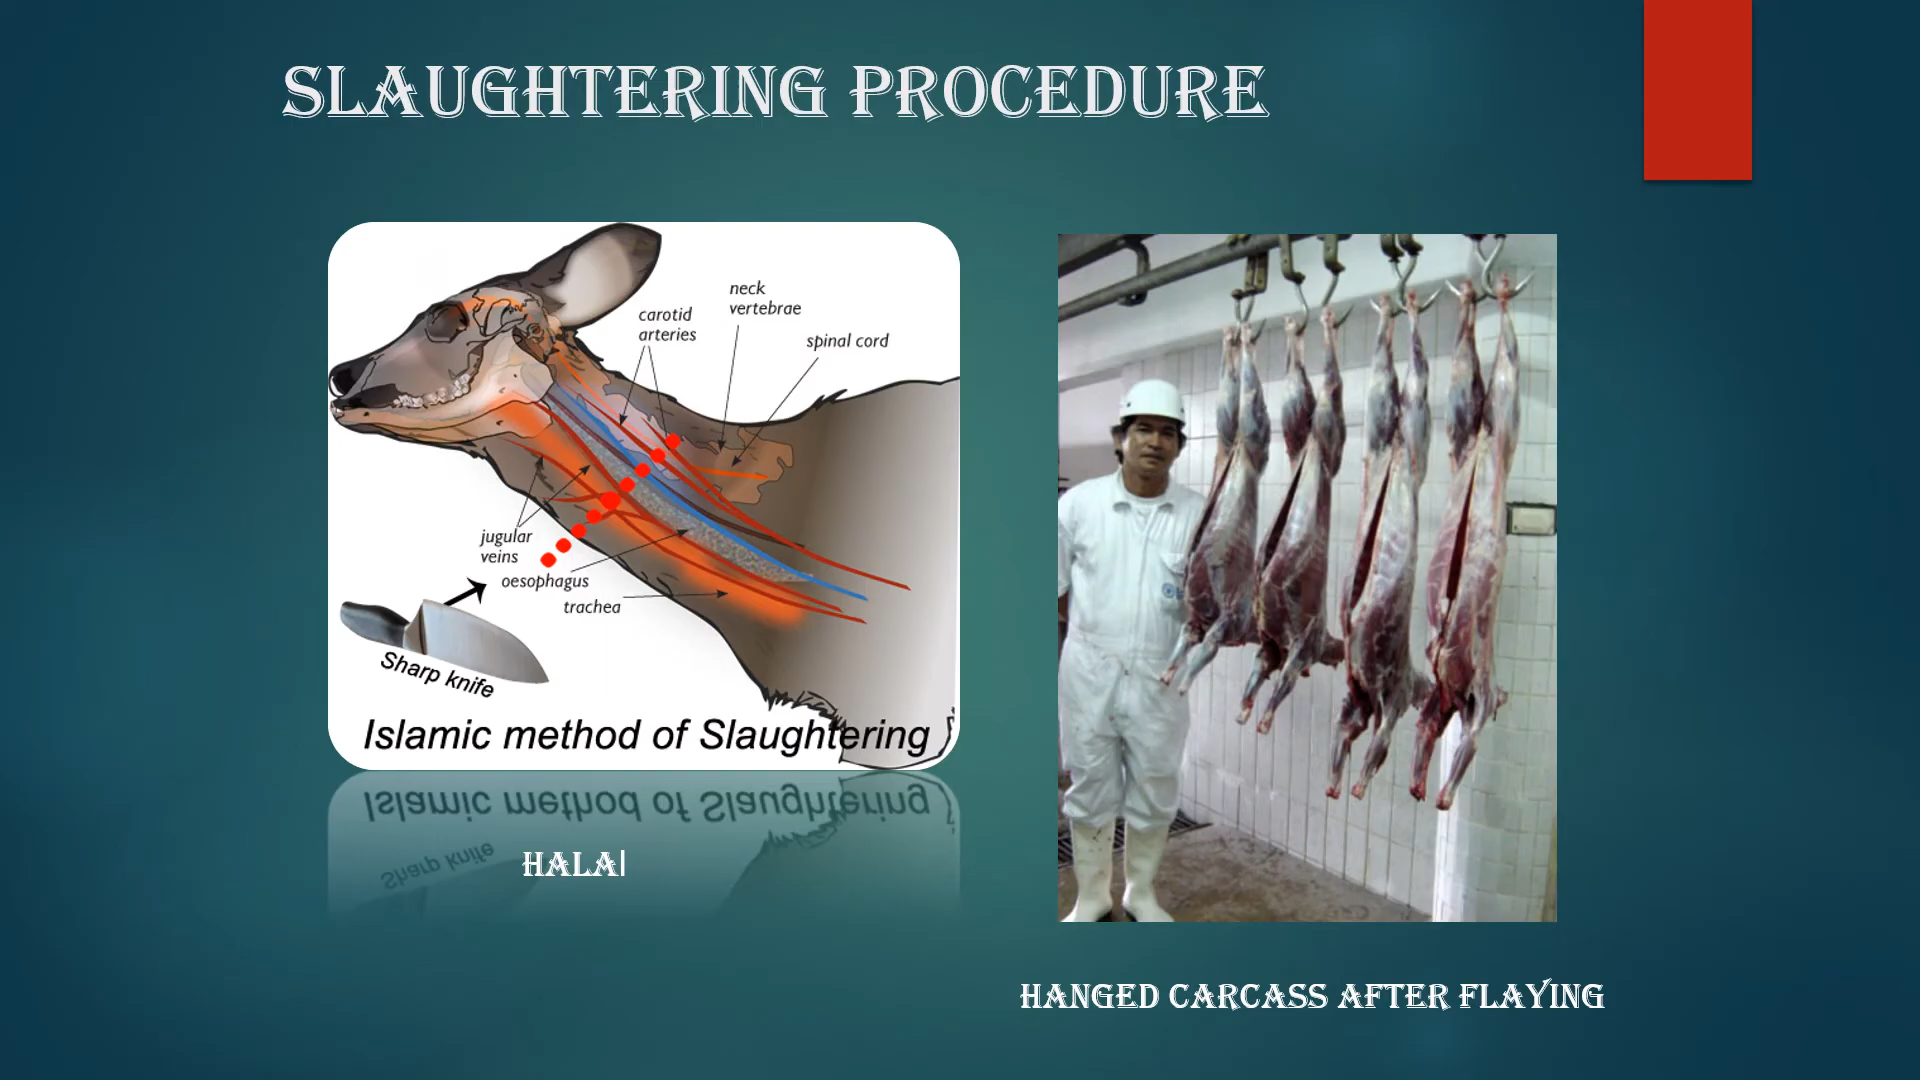 SLAUGHTERING PROCEDURE
neck
vertebrae
carotid
arteries
spinal cord
jugular
veins
oesophagus
trachea
Sharp knife
Islamic method of Slaughtering
HALAl
HANGED CARCASS AFTER FLAYING